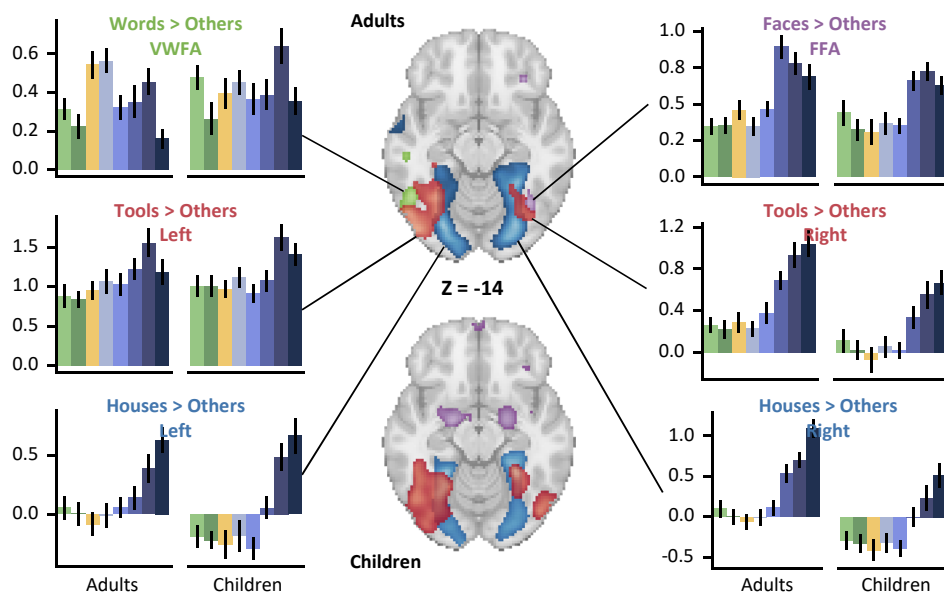 Words > Others
VWFA
0.6
0.4
0.2
0.0
Adults
Faces > Others
FFA
1.0
0.8
0.5
0.2
0.0
Tools > Others
Left
1.5
1.0
0.5
0.0
Z = -14
Tools > Others
Right
1.2
0.8
0.4
0.0
Houses > Others
Left
0.5
0.0
Adults
Children
Children
Houses > Others
Right
1.0
0.5
0.0
-0.5
Adults
Children